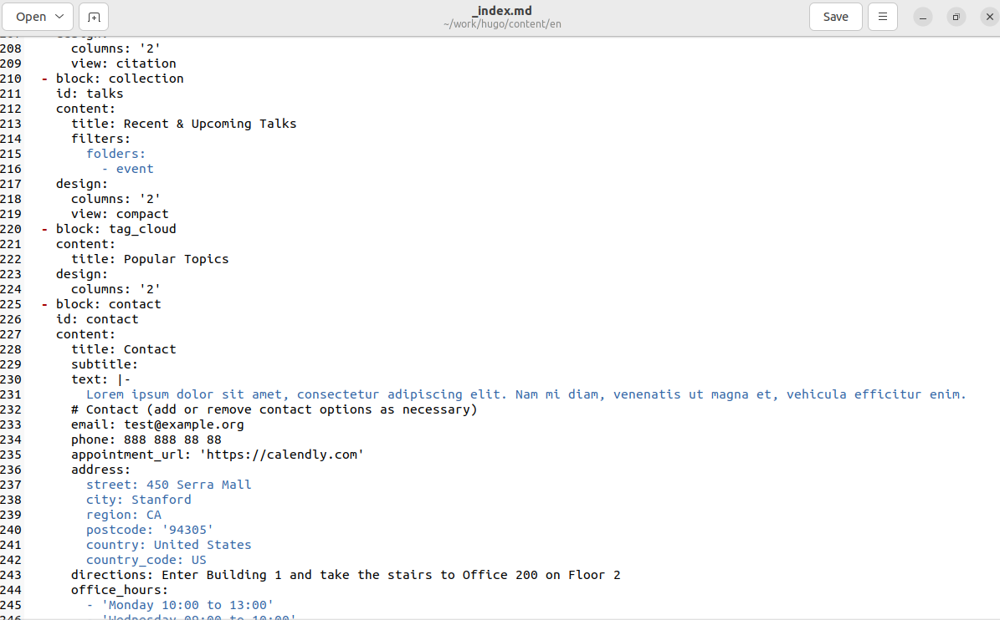 Open
_index.md
~/work/hugo/content/en
Save
207 design:
208 columns: '2'
209 view: citation
210 - block: collection
211 id: talks
212 content:
213 title: Recent & Upcoming Talks
214 filters:
215 folders:
216 - event
217 design:
218 columns: '2'
219 view: compact
220 - block: tag_cloud
221 content:
222 title: Popular Topics
223 design:
224 columns: '2'
225 - block: contact
226 id: contact
227 content:
228 title: Contact
229 subtitle:
230 text: |-
231 Lorem ipsum dolor sit amet, consectetur adipiscing elit. Nam mi diam, venenatis ut magna et, vehicula efficitur enim.
232 # Contact (add or remove contact options as necessary)
233 email: test@example.org
234 phone: 888 888 88 88
235 appointment_url: 'https://calendly.com'
236 address:
237 street: 450 Serra Mall
238 city: Stanford
239 region: CA
240 postcode: '94305'
241 country: United States
242 country_code: US
243 directions: Enter Building 1 and take the stairs to Office 200 on Floor 2
244 office_hours:
245 - 'Monday 10:00 to 13:00'
246 - 'Wednesday 09:00 to 10:00'